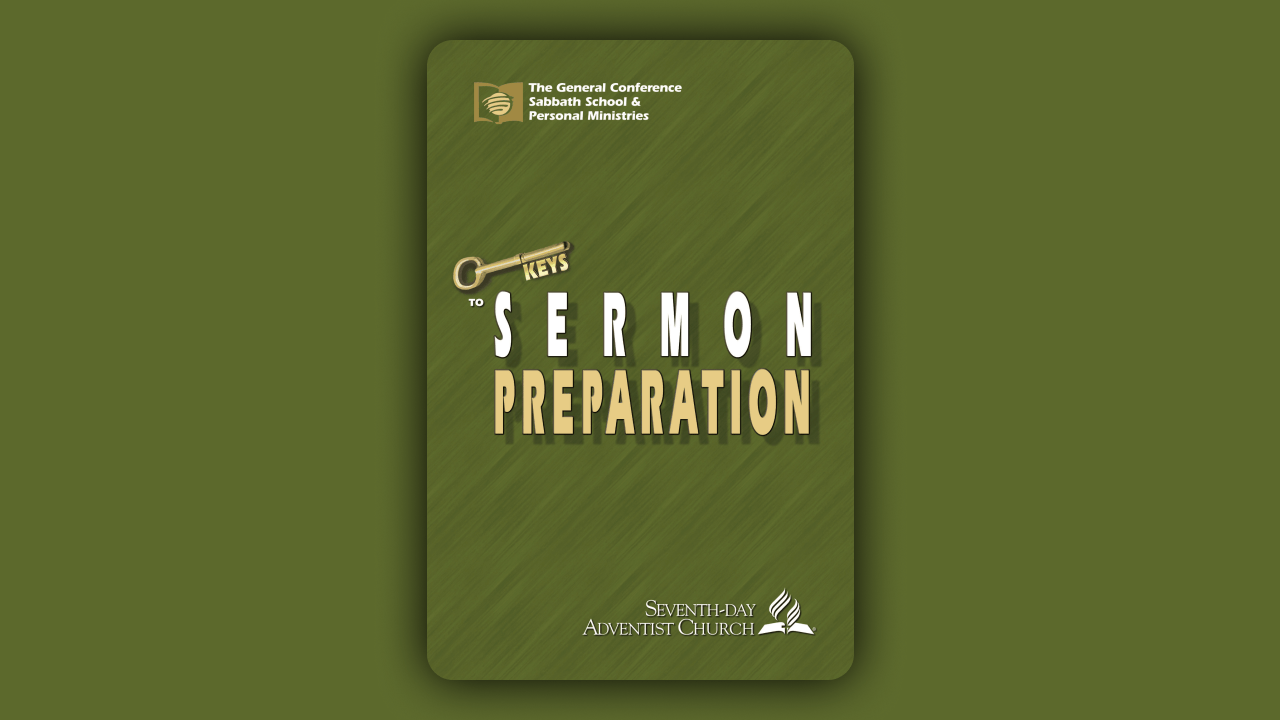 The General Conference
Sabbath School &
Personal Ministries
KEYS
TO
SERMON
PREPARATION
SEVENTH-DAY
ADVENTIST CHURCH®